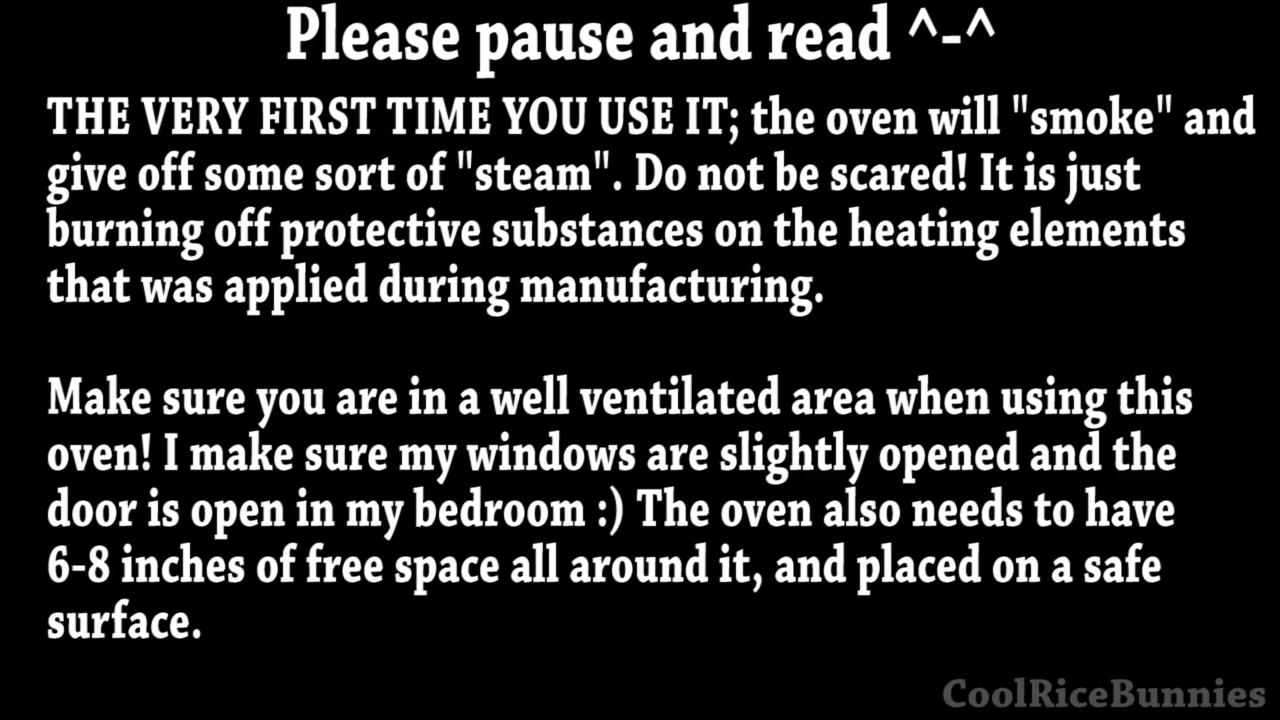 Please pause and read ^-^
THE VERY FIRST TIME YOU USE IT; the oven will "smoke" and
give off some sort of "steam". Do not be scared! It is just
burning off protective substances on the heating elements
that was applied during manufacturing.
Make sure you are in a well ventilated area when using this
oven! I make sure my windows are slightly opened and the
door is open in my bedroom :) The oven also needs to have
6-8 inches of free space all around it, and placed on a safe
surface.
CoolRiceBunnies